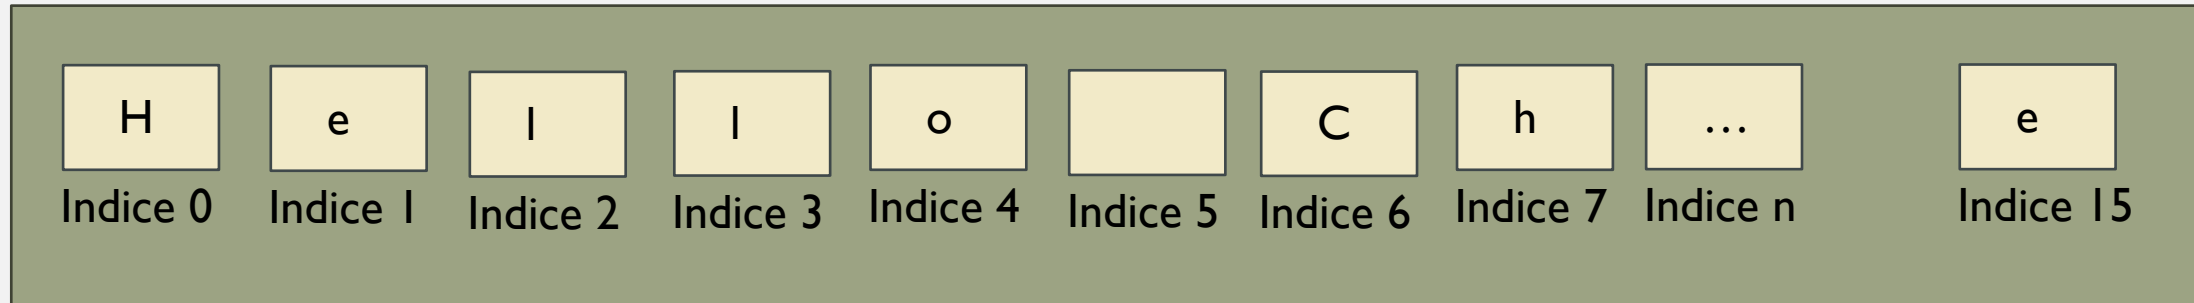 H e l l o C h … e
Indice 0 Indice 1 Indice 2 Indice 3 Indice 4 Indice 5 Indice 6 Indice 7 Indice n Indice 15